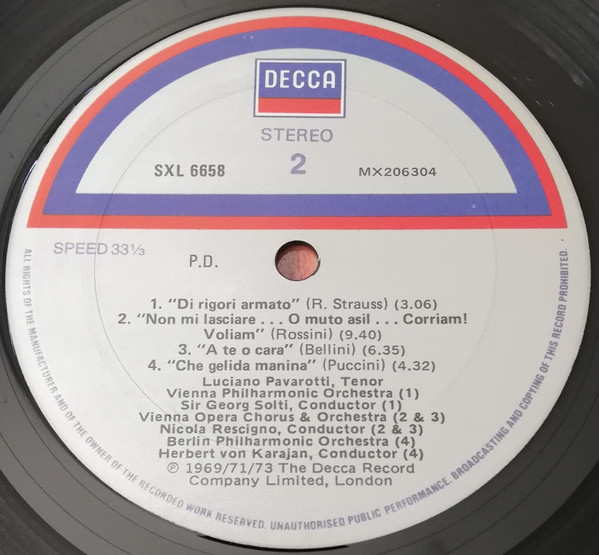 DECCA
STEREO
SXL 6658
2
MX206304
SPEED 33⅓
P.D.
1. "Di rigori armato" (R. Strauss) (3.06)
2. "Non mi lasciare . . . O muto asil . . . Corriam!
Voliam" (Rossini) (9.40)
3. "A te o cara" (Bellini) (6.35)
4. "Che gelida manina" (Puccini) (4.32)
Luciano Pavarotti, Tenor
Vienna Philharmonic Orchestra (1)
Sir Georg Solti, Conductor (1)
Vienna Opera Chorus & Orchestra (2 & 3)
Nicola Rescigno, Conductor (2 & 3)
Berlin Philharmonic Orchestra (4)
Herbert von Karajan, Conductor (4)
℗ 1969/71/73 The Decca Record
Company Limited, London
ALL RIGHTS OF THE MANUFACTURER AND OF THE OWNER OF THE RECORDED WORK RESERVED. UNAUTHORISED PUBLIC PERFORMANCE, BROADCASTING AND COPYING OF THIS RECORD PROHIBITED.